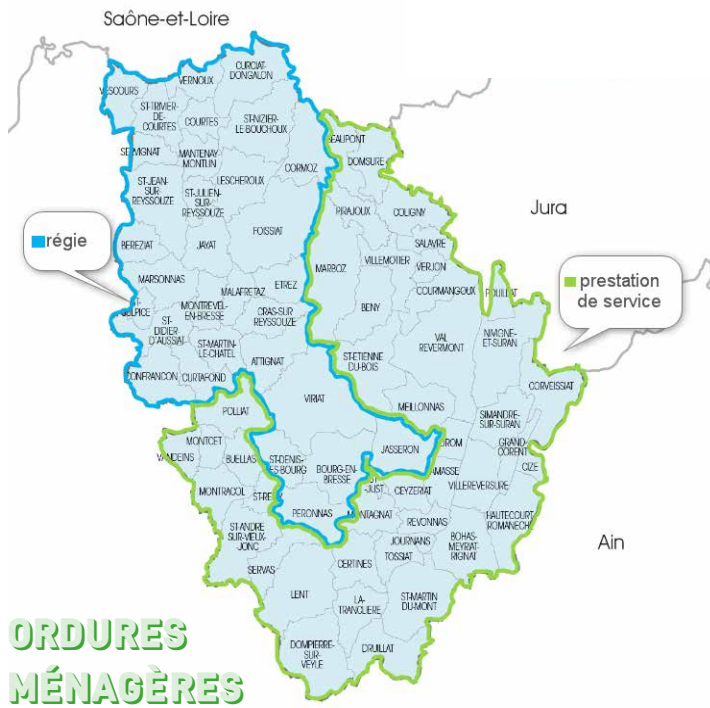 Saône-et-Loire
CURCIAT-
DONGALON
VERNOUX
VESCOURS
ST-TRIVIER-
DE-
COURTES
COURTES
ST-NIZIER-
LE-BOUCHOUX
BEAUPONT
SERVIGNAT
MANTENAY
MONTLIN
DOMSURE
CORMOZ
LESCHEROUX
ST-JEAN-
SUR-
REYSSOUZE
ST-JULIEN-
SUR-
REYSSOUZE
Jura
PIRAJOUX
COLIGNY
FOISSIAT
régie
BEREZIAT
JAYAT
SALAVRE
VILLEMOTIER
VERJON
MARBOZ
MARSONNAS
ETREZ
prestation
de service
MALAFRETAZ
COURMANGOUX
POUILLAT
SULPICE
MONTREVEL-
EN-BRESSE
CRAS-SUR
REYSSOUZE
BENY
ST-
DIDIER
D'AUSSIAT
NIVIGNE-
ET-SURAN
VAL
REVERMONT
ST-MARTIN-
LE-CHATEL
ST-ETIENNE
DU-BOIS
ATTIGNAT
CONFRANCON
CURTAFOND
CORVEISSIAT
VIRIAT
MEILLONNAS
POLLIAT
SIMANDRE-
SUR-SURAN
MONTCET
JASSERON
DROM
GRAND-
CORENT
VANDEINS
BUELLAS
ST-DENIS-
LES BOURG
BOURG-EN-
BRESSE
RAMASSE
CIZE
MONTRACOL
ST-REMY
ST-
JUST
CEYZERIAT
VILLEREVERSURE
PERONNAS
MONTAGNAT
REVONNAS
HAUTECOURT
ROMANECHE
ST-ANDRE
SUR-VIEUX-
JONC
JOURNANS
BOHAS-
MEYRIAT-
RIGNAT
Ain
TOSSIAT
CERTINES
SERVAS
LENT
LA-
TRANCLIERE
ST-MARTIN
DU-MONT
ORDURES
MÉNAGÈRES
DOMPIERRE-
SUR-
VEYLE
DRUILLAT